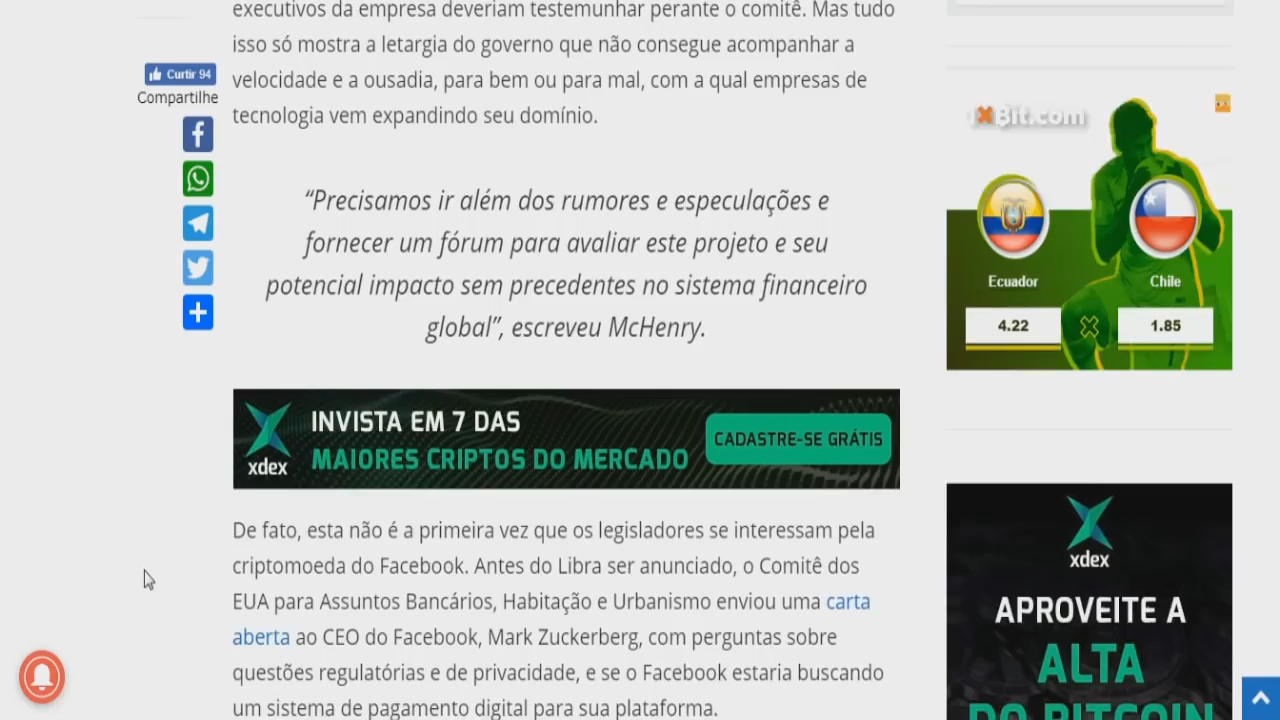 executivos da empresa deveriam testemunhar perante o comitê. Mas tudo
isso só mostra a letargia do governo que não consegue acompanhar a
velocidade e a ousadia, para bem ou para mal, com a qual empresas de
tecnologia vem expandindo seu domínio.
Curtir 94
Compartilhe
“Precisamos ir além dos rumores e especulações e
fornecer um fórum para avaliar este projeto e seu
potencial impacto sem precedentes no sistema financeiro
global”, escreveu McHenry.
xdex
INVISTA EM 7 DAS
MAIORES CRIPTOS DO MERCADO
CADASTRE-SE GRÁTIS
De fato, esta não é a primeira vez que os legisladores se interessam pela
criptomoeda do Facebook. Antes do Libra ser anunciado, o Comitê dos
EUA para Assuntos Bancários, Habitação e Urbanismo enviou uma carta
aberta ao CEO do Facebook, Mark Zuckerberg, com perguntas sobre
questões regulatórias e de privacidade, e se o Facebook estaria buscando
um sistema de pagamento digital para sua plataforma.
1xBit.com
Ecuador
Chile
4.22
1.85
xdex
APROVEITE A
ALTA
DO BITCOIN